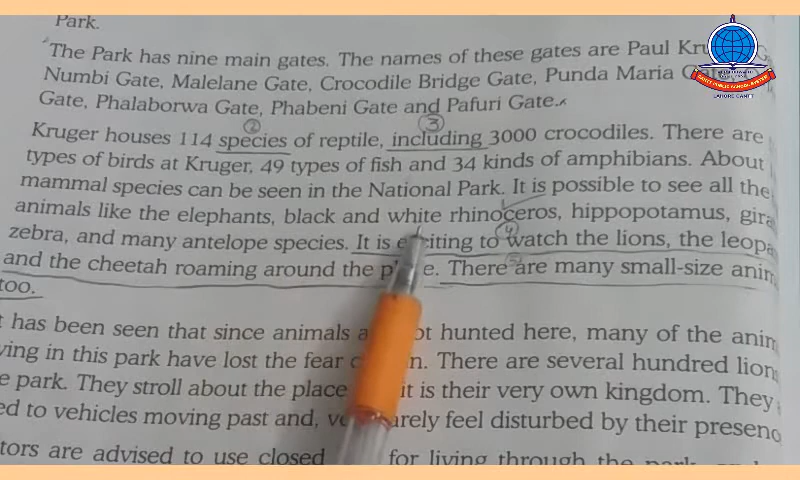 Park.
The Park has nine main gates. The names of these gates are Paul Kru
Numbi Gate, Malelane Gate, Crocodile Bridge Gate, Punda Maria G
Gate, Phalaborwa Gate, Phabeni Gate and Pafuri Gate.
② ③
Kruger houses 114 species of reptile, including 3000 crocodiles. There are
types of birds at Kruger, 49 types of fish and 34 kinds of amphibians. About
mammal species can be seen in the National Park. It is possible to see all the
animals like the elephants, black and white rhinoceros, hippopotamus, gira
④
zebra, and many antelope species. It is exciting to watch the lions, the leopa
and the cheetah roaming around the p e. There are many small-size anim
too.
t has been seen that since animals a ot hunted here, many of the anim
ving in this park have lost the fear o n. There are several hundred lion
e park. They stroll about the place it is their very own kingdom. They
ed to vehicles moving past and, ve arely feel disturbed by their presenc
tors are advised to use closed for living through the park
LAHORE CANTT